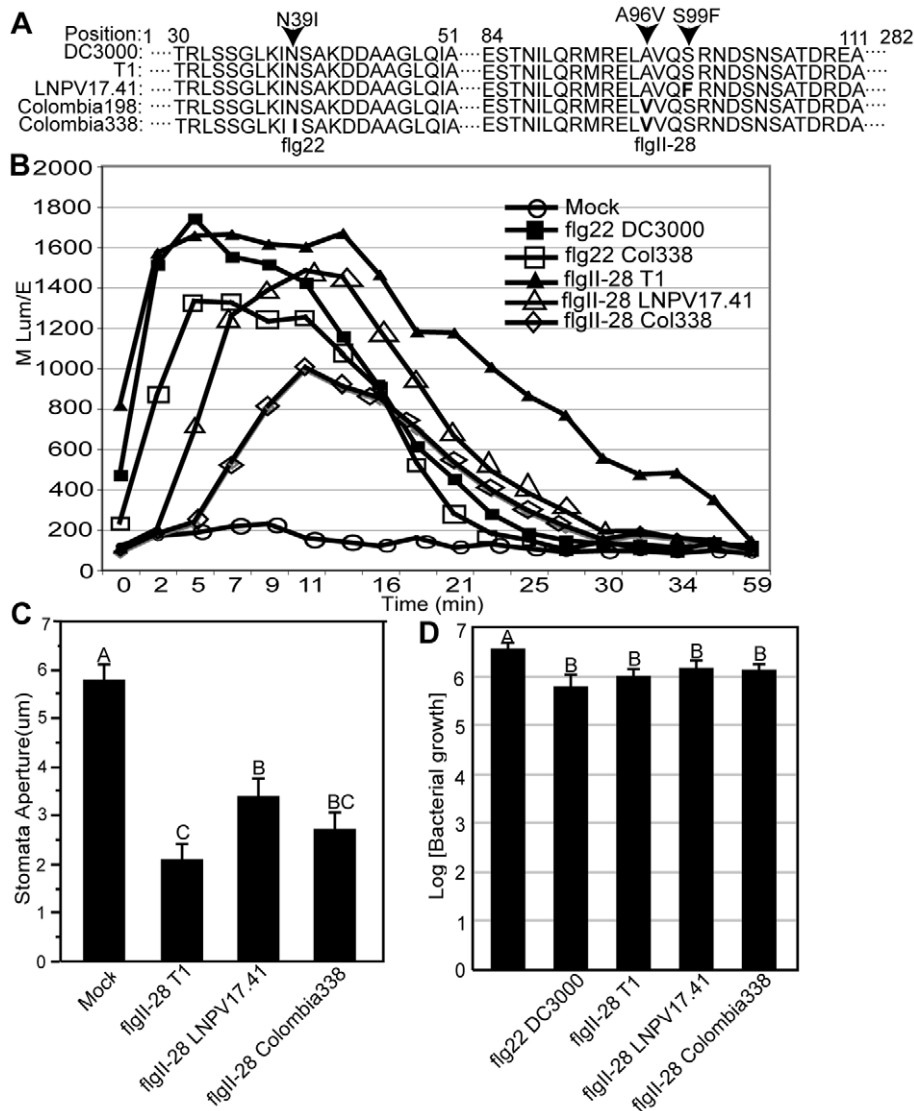 A
N39I A96V S99F
Position: 1 30 51 84 111 282
DC3000: ···· TRLSSGLKINSAKDDAAGLQIA···· ESTNILQRMRELAVQSRNDSNSATDREA ····
T1: ···· TRLSSGLKINSAKDDAAGLQIA···· ESTNILQRMRELAVQSRNDSNSATDRDA ····
LNPV17.41: ···· TRLSSGLKINSAKDDAAGLQIA···· ESTNILQRMRELAVQFRNDSNSATDRDA ····
Colombia198: ···· TRLSSGLKINSAKDDAAGLQIA···· ESTNILQRMRELVVQSRNDSNSATDRDA ····
Colombia338: ···· TRLSSGLKIISAKDDAAGLQIA···· ESTNILQRMRELVVQSRNDSNSATDRDA ····
flg22 flgII-28
B
1800
1600
1400
1200
1000
800
600
400
200
0
M Lum/E
Mock
flg22 DC3000
flg22 Col338
flgII-28 T1
flgII-28 LNPV17.41
flgII-28 Col338
0 2 5 7 9 11 16 21 25 30 34 59
Time (min)
C
7
6
5
4
3
2
1
0
Stomata Aperture(um)
A
C
B
BC
Mock
flgII-28 T1
flgII-28 LNPV17.41
flgII-28 Colombia338
D
7
6
5
4
3
2
1
0
Log [Bacterial growth]
A
B
B
B
B
flg22 DC3000
flgII-28 T1
flgII-28 LNPV17.41
flgII-28 Colombia338